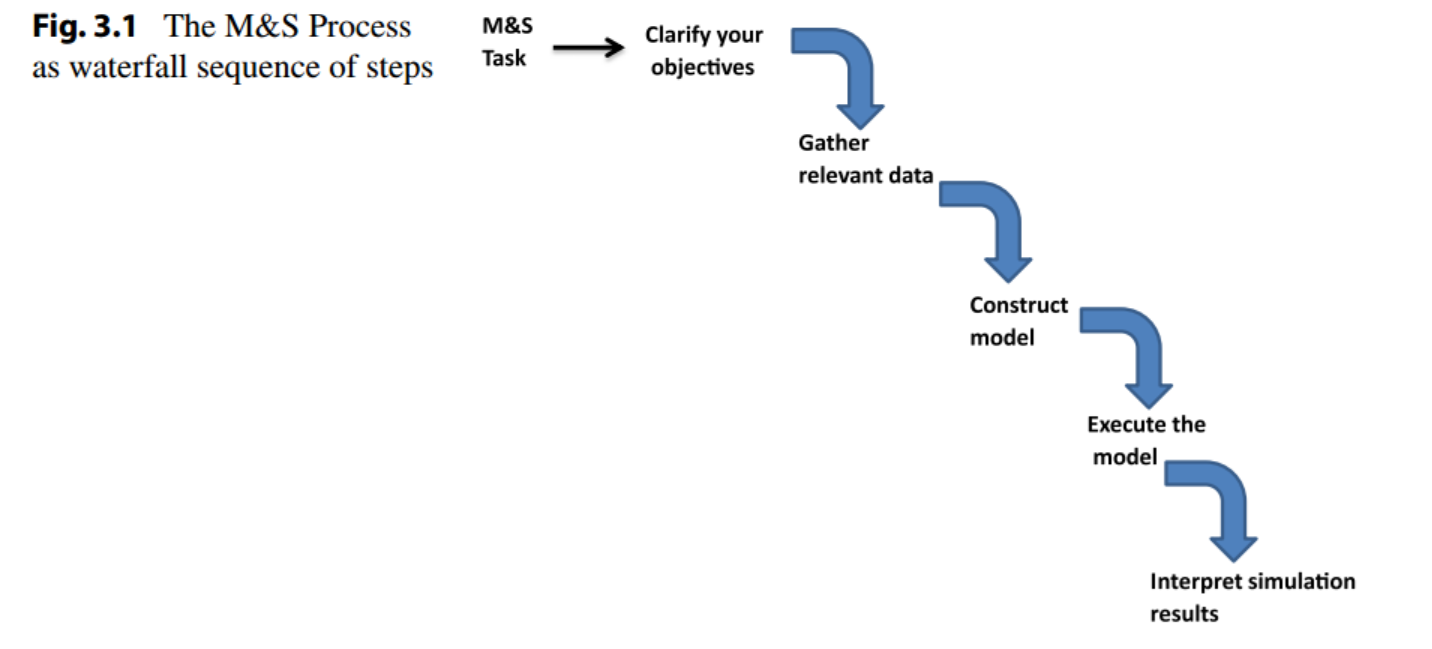 Fig. 3.1 The M&S Process
as waterfall sequence of steps
M&S
Task
Clarify your
objectives
Gather
relevant data
Construct
model
Execute the
model
Interpret simulation
results